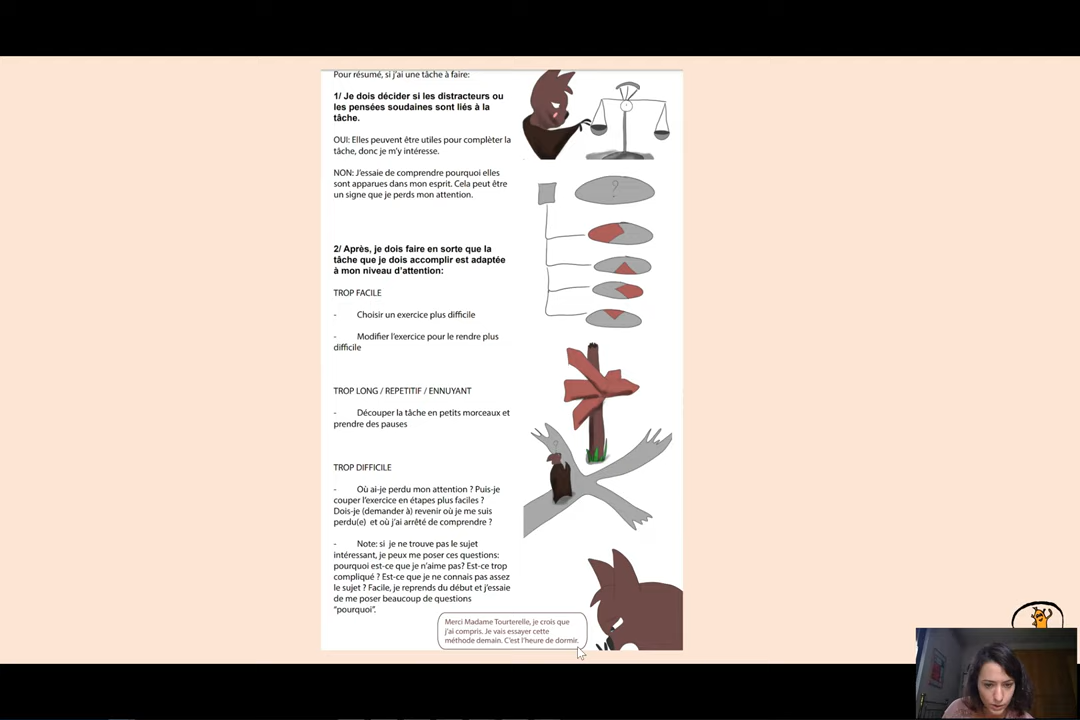 Pour résumé, si j'ai une tâche à faire:
1/ Je dois décider si les distracteurs ou
les pensées soudaines sont liés à la
tâche.
OUI: Elles peuvent être utiles pour complèter la
tâche, donc je m'y intéresse.
NON: J'essaie de comprendre pourquoi elles
sont apparues dans mon esprit. Cela peut être
un signe que je perds mon attention.
2/ Après, je dois faire en sorte que la
tâche que je dois accomplir est adaptée
à mon niveau d'attention:
TROP FACILE
- Choisir un exercice plus difficile
- Modifier l'exercice pour le rendre plus
difficile
TROP LONG / REPETITIF / ENNUYANT
- Découper la tâche en petits morceaux et
prendre des pauses
TROP DIFFICILE
- Où ai-je perdu mon attention ? Puis-je
couper l'exercice en étapes plus faciles ?
Dois-je (demander à) revenir où je me suis
perdu(e) et où j'ai arrêté de comprendre ?
- Note: si je ne trouve pas le sujet
intéressant, je peux me poser ces questions:
pourquoi est-ce que je n'aime pas? Est-ce trop
compliqué ? Est-ce que je ne connais pas assez
le sujet ? Facile, je reprends du début et j'essaie
de me poser beaucoup de questions
"pourquoi".
Merci Madame Tourterelle, je crois que
j'ai compris. Je vais essayer cette
méthode demain. C'est l'heure de dormir.
?
?